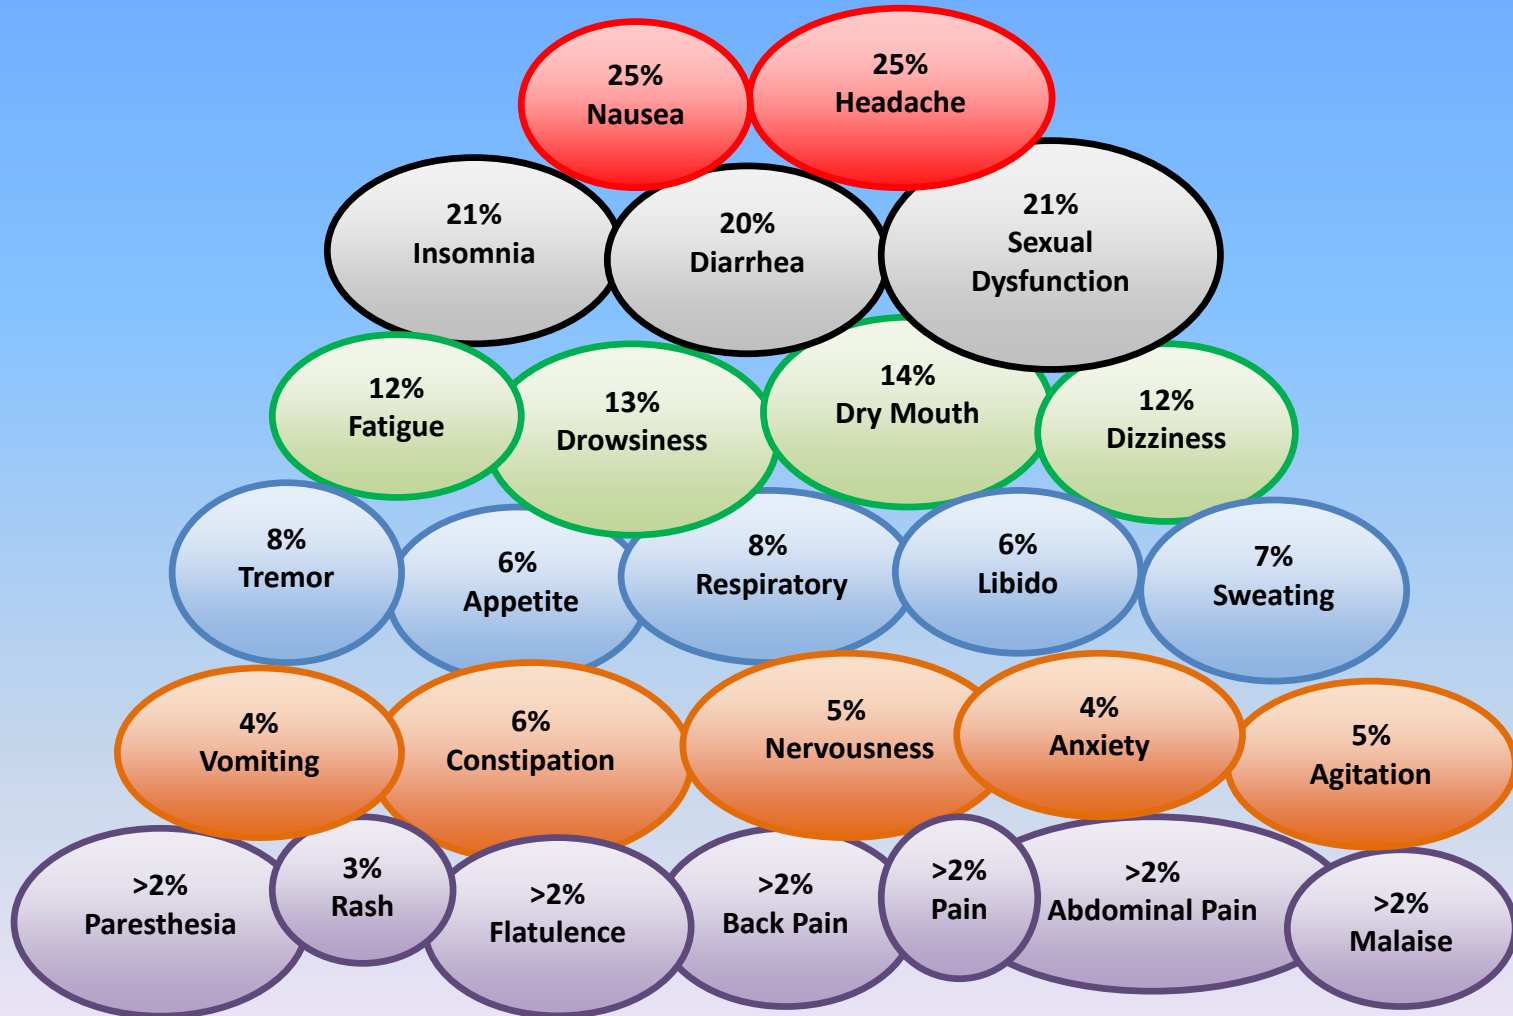 25%
Nausea
25%
Headache
21%
Insomnia
20%
Diarrhea
21%
Sexual
Dysfunction
12%
Fatigue
13%
Drowsiness
14%
Dry Mouth
12%
Dizziness
8%
Tremor
6%
Appetite
8%
Respiratory
6%
Libido
7%
Sweating
4%
Vomiting
6%
Constipation
5%
Nervousness
4%
Anxiety
5%
Agitation
>2%
Paresthesia
3%
Rash
>2%
Flatulence
>2%
Back Pain
>2%
Pain
>2%
Abdominal Pain
>2%
Malaise